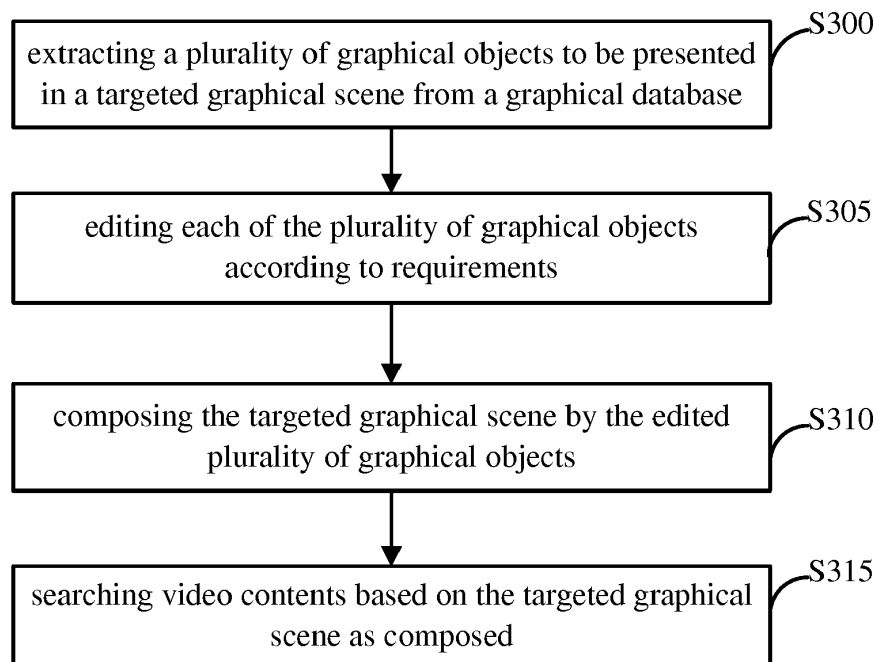 S300
extracting a plurality of graphical objects to be presented
in a targeted graphical scene from a graphical database
S305
editing each of the plurality of graphical objects
according to requirements
S310
composing the targeted graphical scene by the edited
plurality of graphical objects
S315
searching video contents based on the targeted graphical
scene as composed